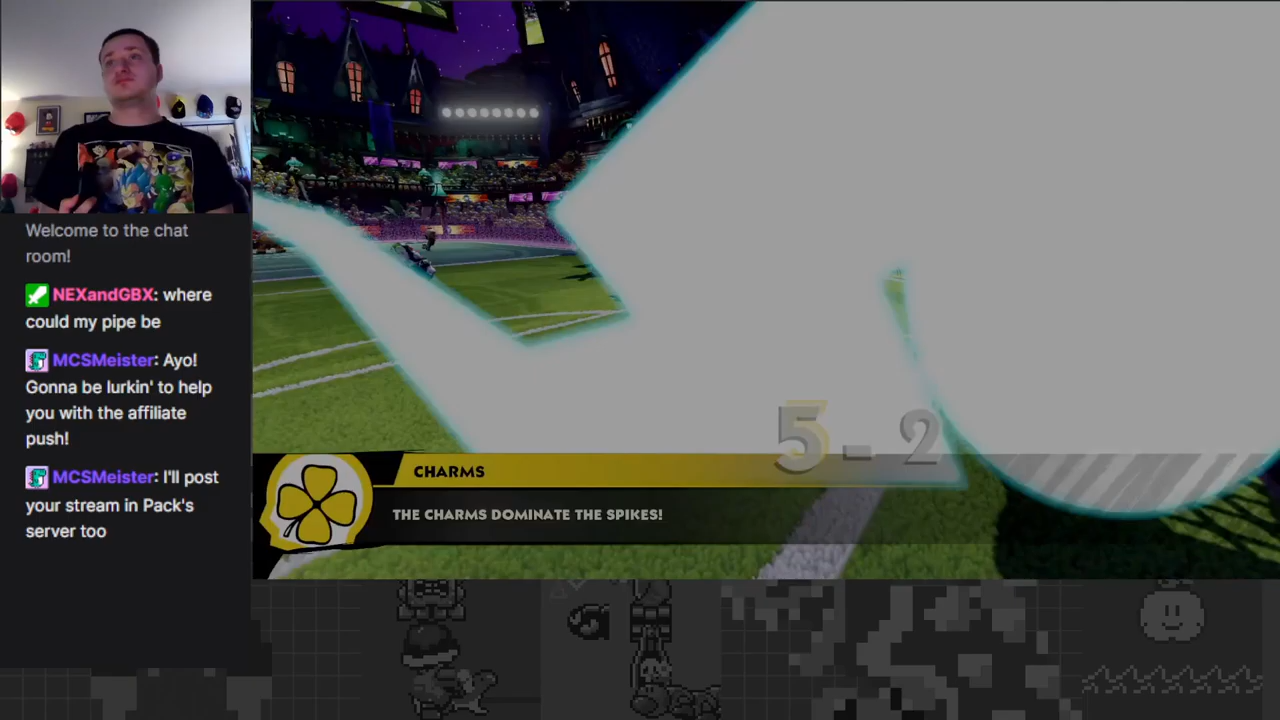 Welcome to the chat
room!
NEXandGBX: where
could my pipe be
MCSMeister: Ayo!
Gonna be lurkin' to help
you with the affiliate
push!
MCSMeister: I'll post
your stream in Pack's
server too
5 - 2
CHARMS
THE CHARMS DOMINATE THE SPIKES!